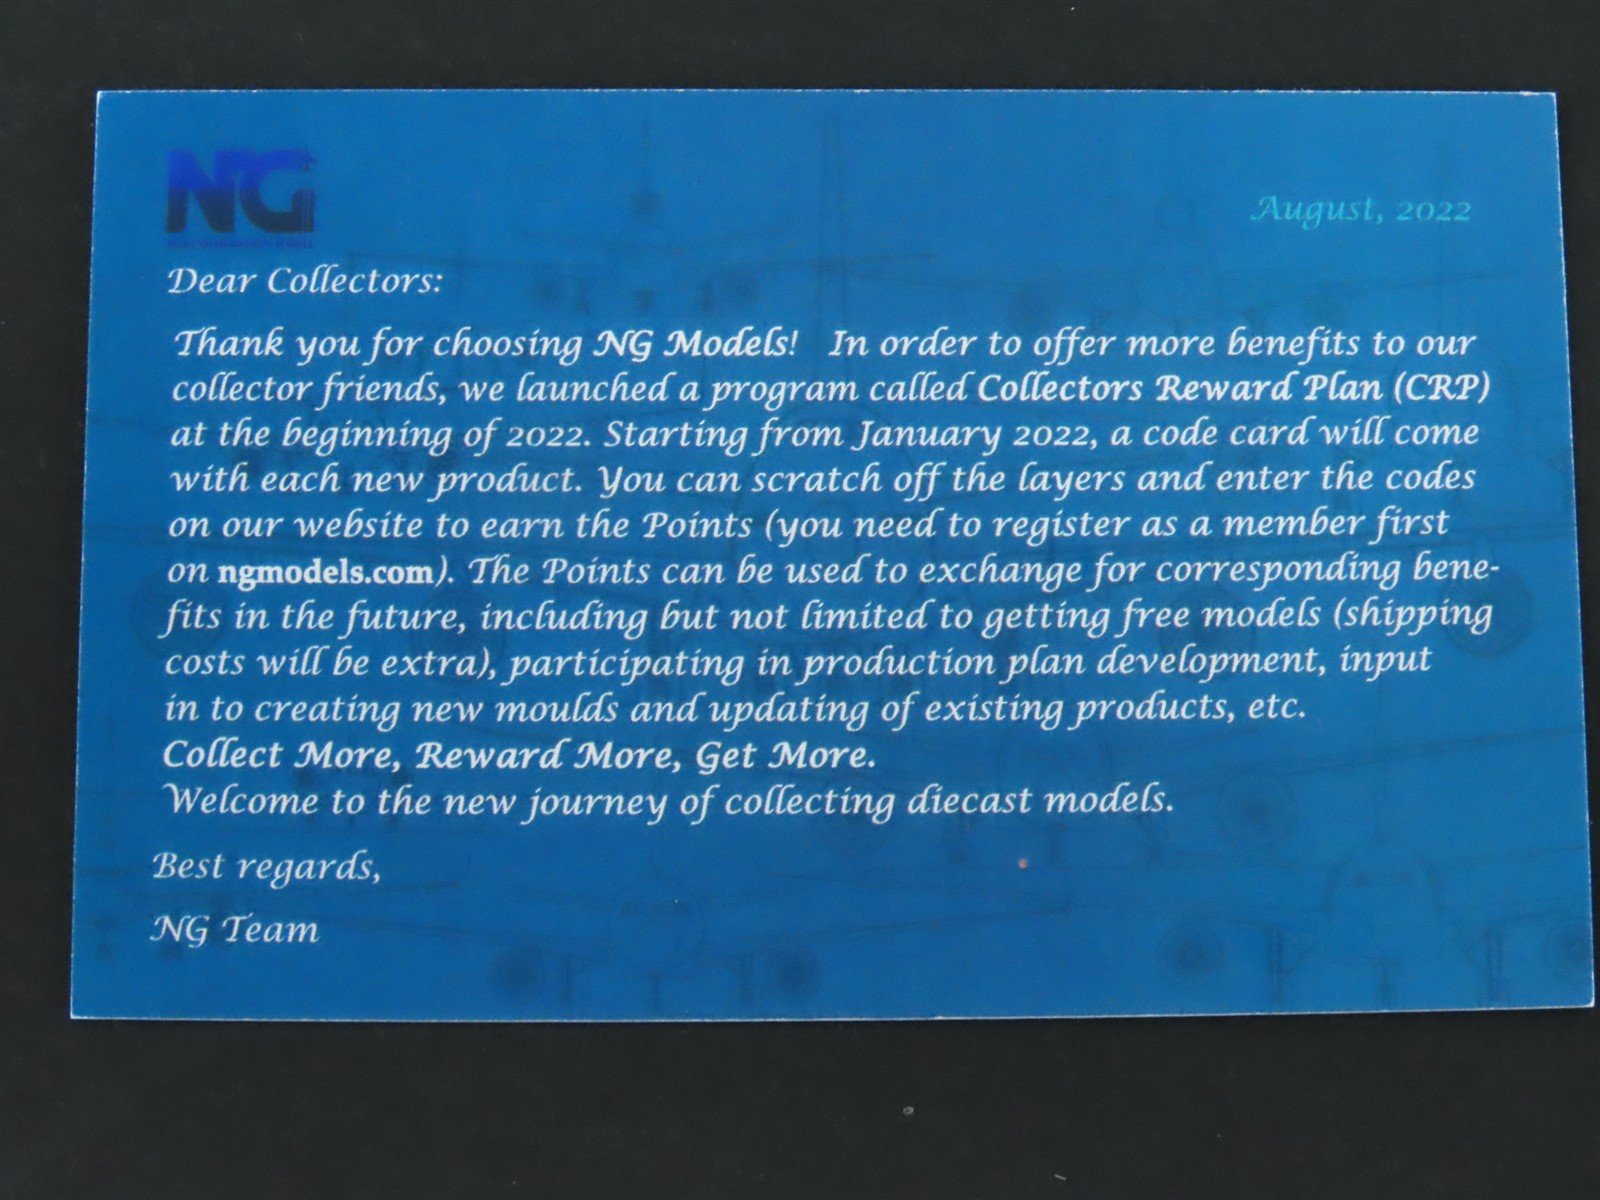 NG
NEXT GENERATION MODEL
August, 2022
Dear Collectors:
Thank you for choosing NG Models! In order to offer more benefits to our
collector friends, we launched a program called Collectors Reward Plan (CRP)
at the beginning of 2022. Starting from January 2022, a code card will come
with each new product. You can scratch off the layers and enter the codes
on our website to earn the Points (you need to register as a member first
on ngmodels.com). The Points can be used to exchange for corresponding bene-
fits in the future, including but not limited to getting free models (shipping
costs will be extra), participating in production plan development, input
in to creating new moulds and updating of existing products, etc.
Collect More, Reward More, Get More.
Welcome to the new journey of collecting diecast models.
Best regards,
NG Team